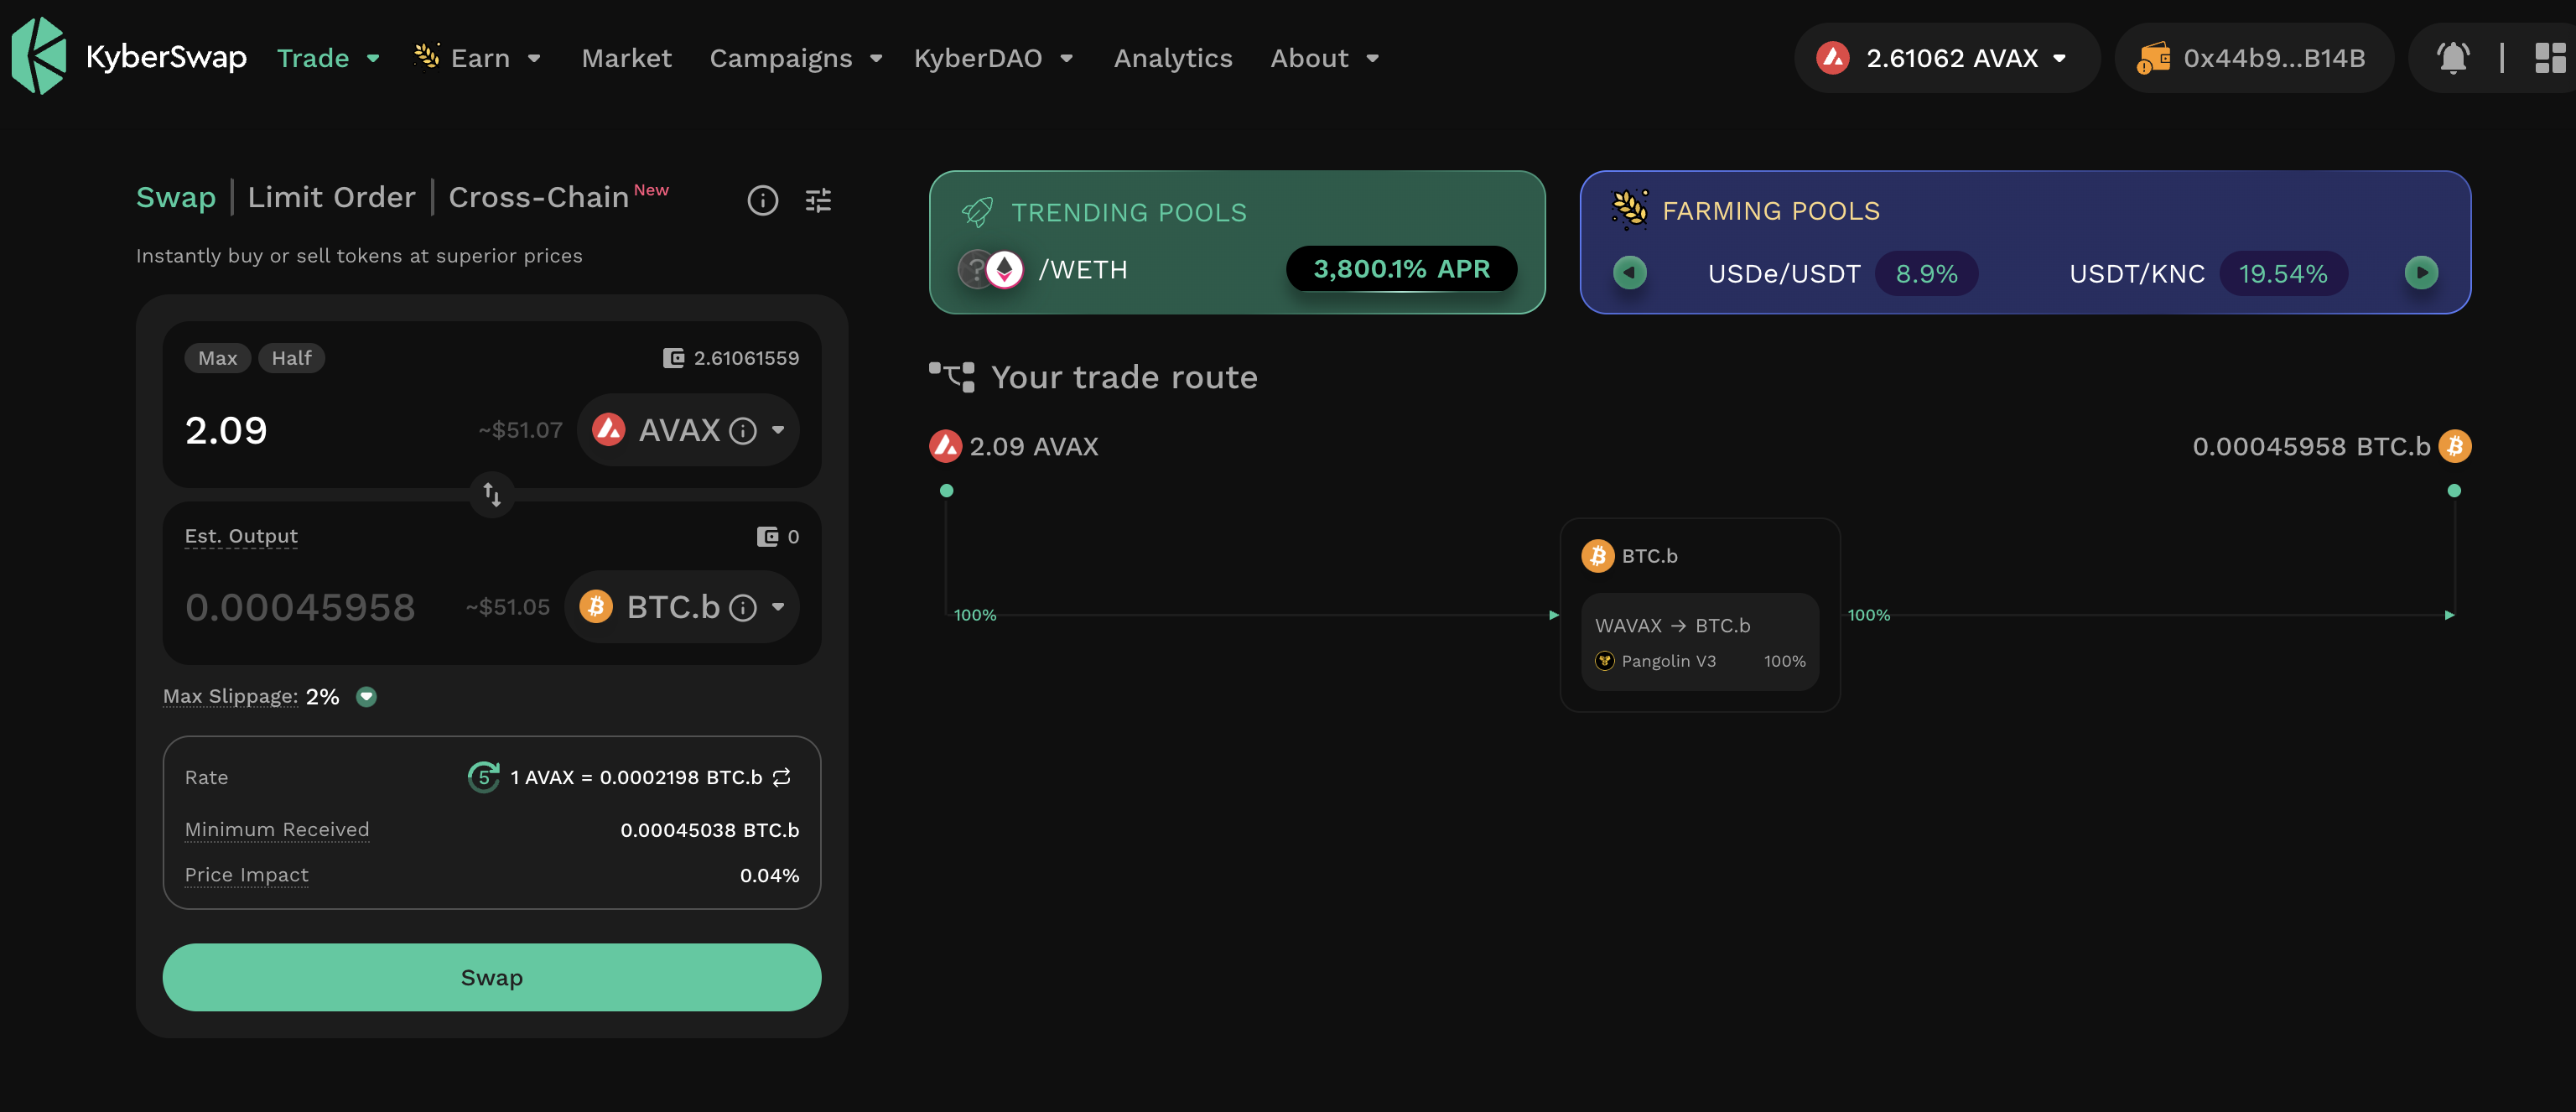 KyberSwap Trade Earn Market Campaigns KyberDAO Analytics About 2.61062 AVAX 0x44b9...B14B
Swap | Limit Order | Cross-Chain New
Instantly buy or sell tokens at superior prices
Max Half 2.61061559
2.09 ~$51.07 AVAX
Est. Output 0
0.00045958 ~$51.05 BTC.b
Max Slippage: 2%
Rate 5 1 AVAX = 0.0002198 BTC.b
Minimum Received 0.00045038 BTC.b
Price Impact 0.04%
Swap
TRENDING POOLS
? /WETH 3,800.1% APR
FARMING POOLS
USDe/USDT 8.9% USDT/KNC 19.54%
Your trade route
2.09 AVAX 0.00045958 BTC.b
BTC.b
100% 100%
WAVAX → BTC.b
Pangolin V3 100%